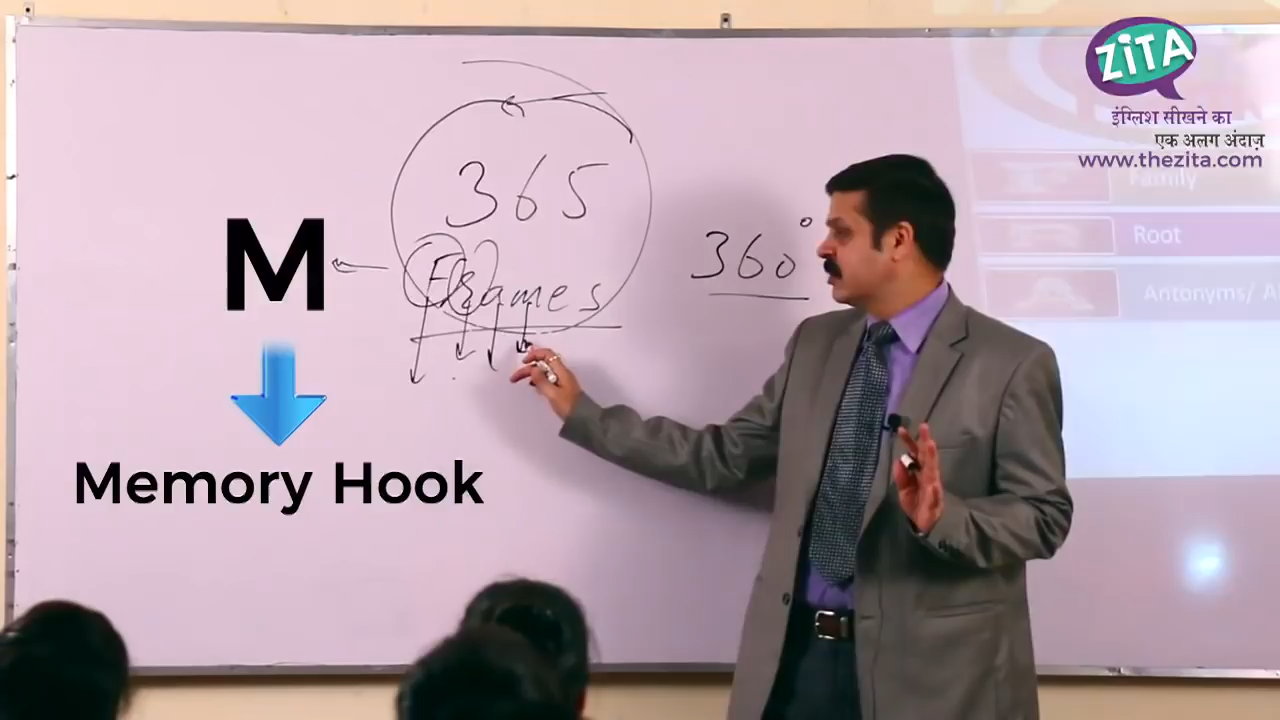 ZiTA
इंग्लिश सीखने का
एक अलग अंदाज़
www.thezita.com
365
Frames
360°
M
Memory Hook
Family
Root
Antonyms/ A